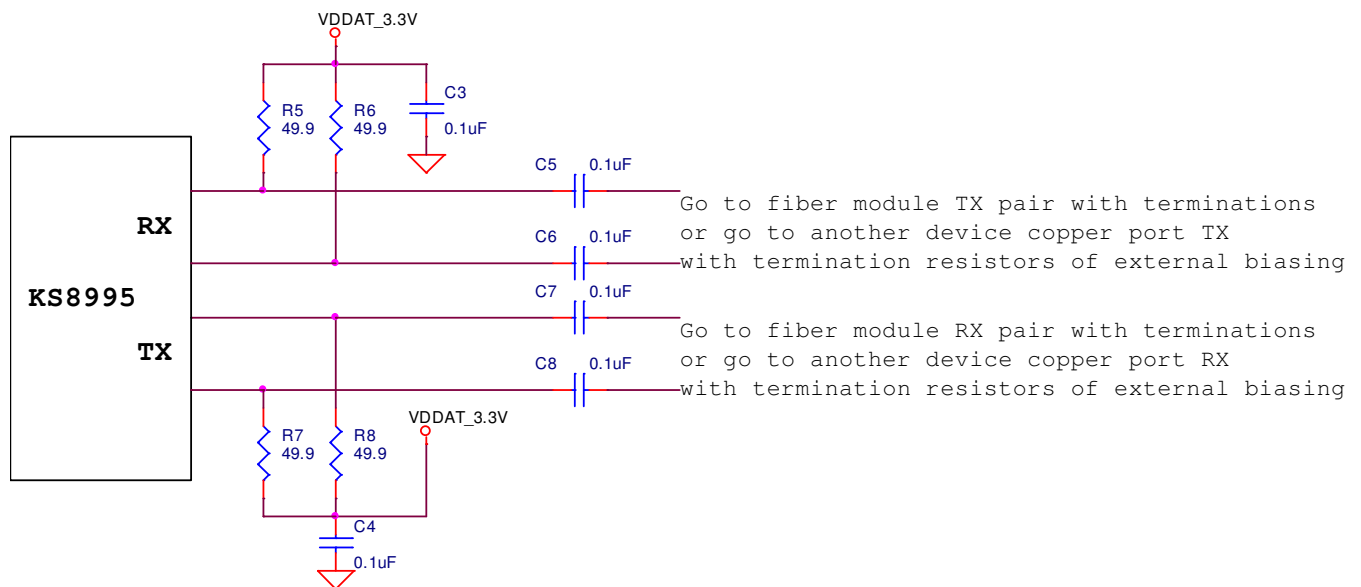 VDDAT_3.3V
C3
R5
49.9
R6
49.9
0.1uF
C5 0.1uF
Go to fiber module TX pair with terminations
RX
or go to another device copper port TX
C6 0.1uF
with termination resistors of external biasing
C7 0.1uF
KS8995
Go to fiber module RX pair with terminations
TX
or go to another device copper port RX
C8 0.1uF
with termination resistors of external biasing
VDDAT_3.3V
R7
49.9
R8
49.9
C4
0.1uF